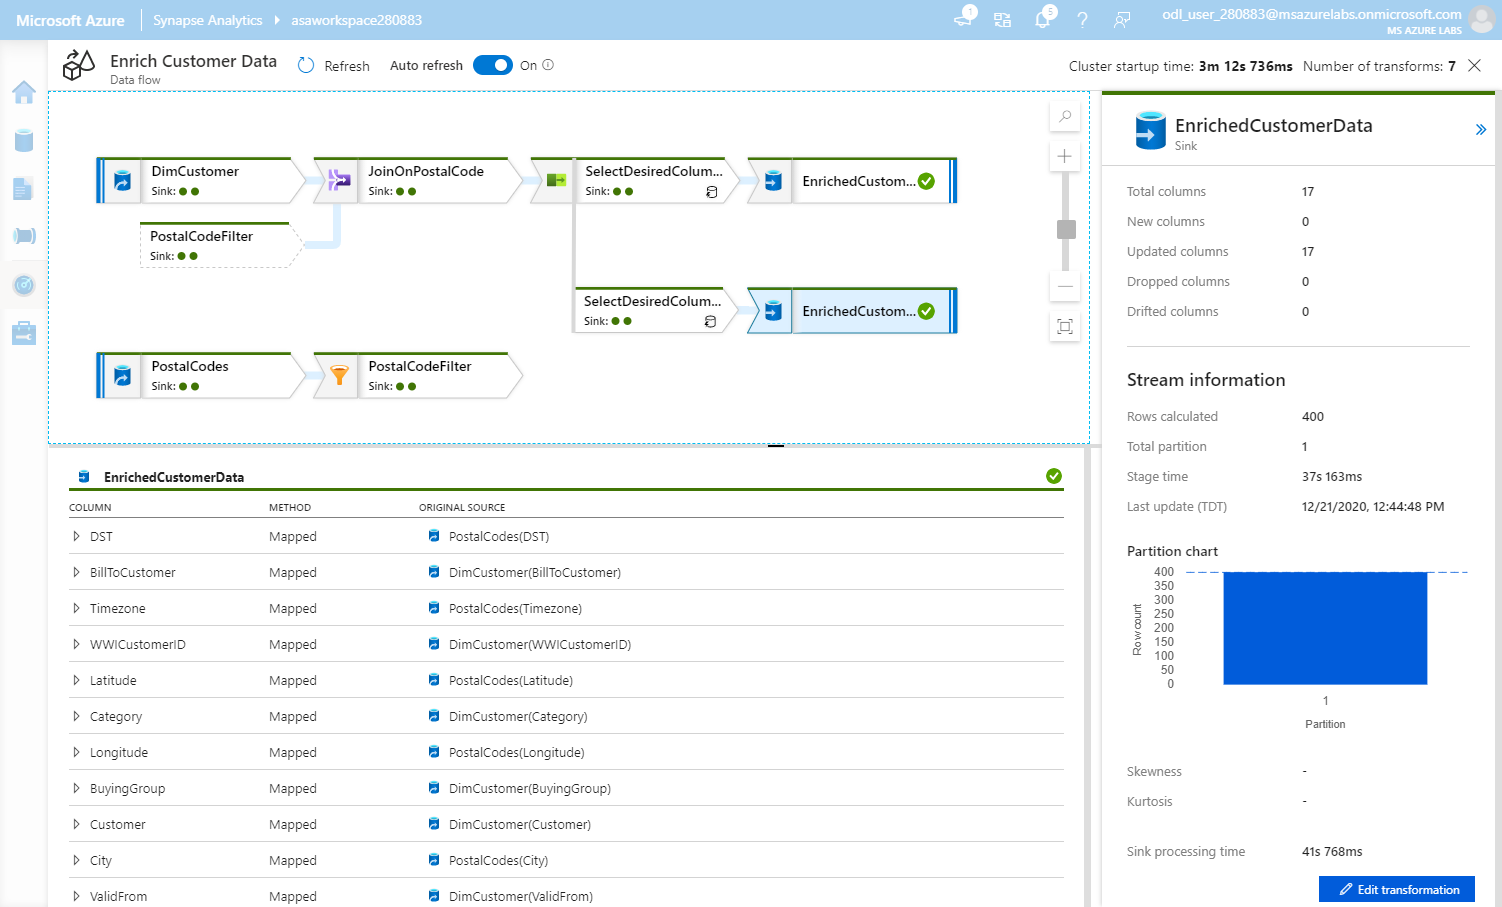 Microsoft Azure
Synapse Analytics
asaworkspace280883
1
5
odl_user_280883@msazurelabs.onmicrosoft.com
MS AZURE LABS
Enrich Customer Data
Data flow
Refresh
Auto refresh
On
Cluster startup time: 3m 12s 736ms
Number of transforms: 7
DimCustomer
Sink:
JoinOnPostalCode
Sink:
SelectDesiredColum...
Sink:
EnrichedCustom...
PostalCodeFilter
Sink:
SelectDesiredColum...
Sink:
EnrichedCustom...
PostalCodes
Sink:
PostalCodeFilter
Sink:
EnrichedCustomerData
COLUMN METHOD ORIGINAL SOURCE
DST Mapped PostalCodes(DST)
BillToCustomer Mapped DimCustomer(BillToCustomer)
Timezone Mapped PostalCodes(Timezone)
WWICustomerID Mapped DimCustomer(WWICustomerID)
Latitude Mapped PostalCodes(Latitude)
Category Mapped DimCustomer(Category)
Longitude Mapped PostalCodes(Longitude)
BuyingGroup Mapped DimCustomer(BuyingGroup)
Customer Mapped DimCustomer(Customer)
City Mapped PostalCodes(City)
ValidFrom Mapped DimCustomer(ValidFrom)
EnrichedCustomerData
Sink
Total columns 17
New columns 0
Updated columns 17
Dropped columns 0
Drifted columns 0
Stream information
Rows calculated 400
Total partition 1
Stage time 37s 163ms
Last update (TDT) 12/21/2020, 12:44:48 PM
Partition chart
400
350
300
250
200
150
100
50
0
Row count
1
Partition
Skewness -
Kurtosis -
Sink processing time 41s 768ms
Edit transformation